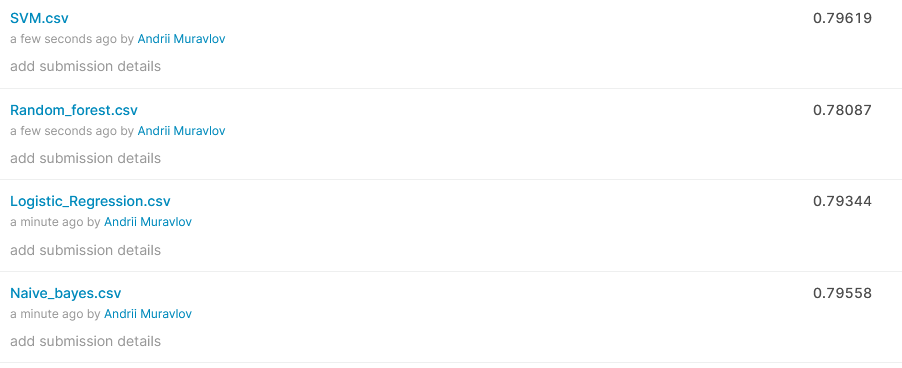 SVM.csv 0.79619
a few seconds ago by Andrii Muravlov
add submission details
Random_forest.csv 0.78087
a few seconds ago by Andrii Muravlov
add submission details
Logistic_Regression.csv 0.79344
a minute ago by Andrii Muravlov
add submission details
Naive_bayes.csv 0.79558
a minute ago by Andrii Muravlov
add submission details